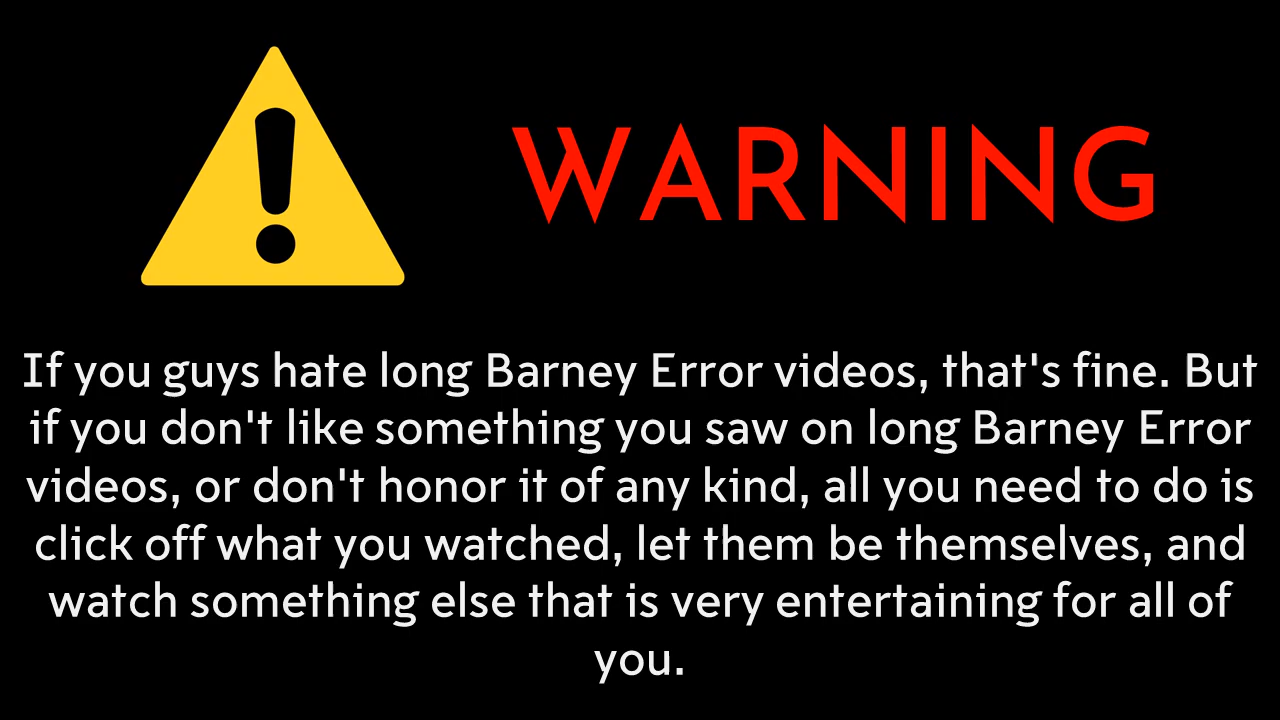 WARNING
If you guys hate long Barney Error videos, that's fine. But
if you don't like something you saw on long Barney Error
videos, or don't honor it of any kind, all you need to do is
click off what you watched, let them be themselves, and
watch something else that is very entertaining for all of
you.